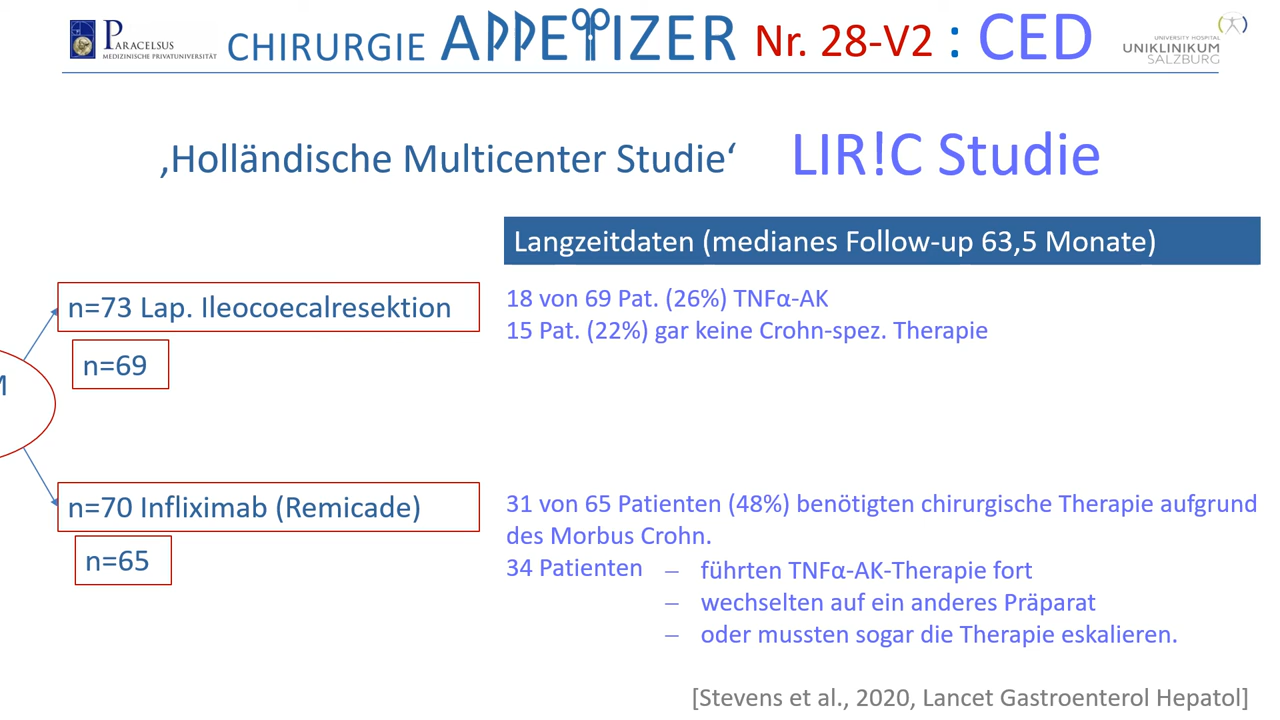 PARACELSUS
MEDIZINISCHE PRIVATUNIVERSITÄT
CHIRURGIE APPETIZER Nr. 28-V2 : CED
UNIVERSITY HOSPITAL
UNIKLINIKUM
SALZBURG
‚Holländische Multicenter Studie‘ LIR!C Studie
Langzeitdaten (medianes Follow-up 63,5 Monate)
n=73 Lap. Ileocoecalresektion
18 von 69 Pat. (26%) TNFα-AK
15 Pat. (22%) gar keine Crohn-spez. Therapie
n=69
n=70 Infliximab (Remicade)
31 von 65 Patienten (48%) benötigten chirurgische Therapie aufgrund
des Morbus Crohn.
n=65
34 Patienten – führten TNFα-AK-Therapie fort
– wechselten auf ein anderes Präparat
– oder mussten sogar die Therapie eskalieren.
[Stevens et al., 2020, Lancet Gastroenterol Hepatol]